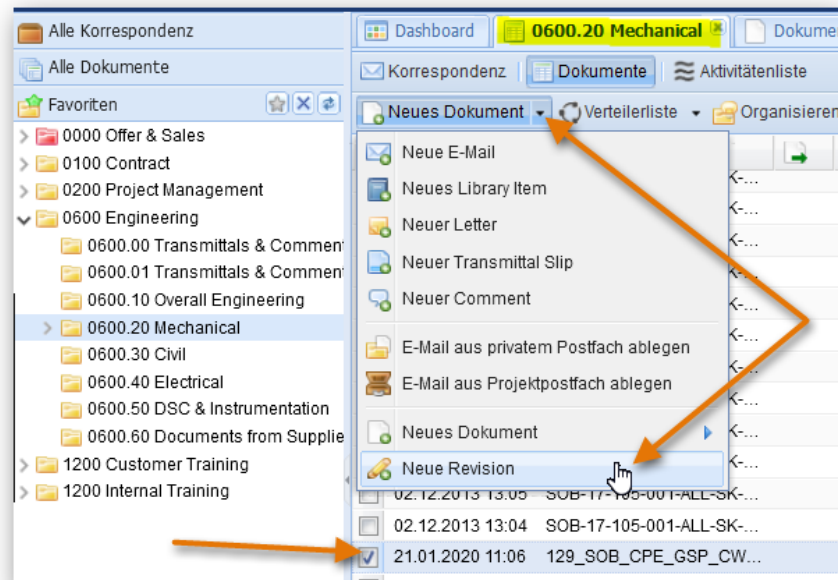 Alle Korrespondenz
Alle Dokumente
Favoriten
0000 Offer & Sales
0100 Contract
0200 Project Management
0600 Engineering
0600.00 Transmittals & Commen
0600.01 Transmittals & Commen
0600.10 Overall Engineering
0600.20 Mechanical
0600.30 Civil
0600.40 Electrical
0600.50 DSC & Instrumentation
0600.60 Documents from Supplie
1200 Customer Training
1200 Internal Training
Dashboard 0600.20 Mechanical Dokume
Korrespondenz Dokumente Aktivitätenliste
Neues Dokument Verteilerliste Organisieren
Neue E-Mail
Neues Library Item
Neuer Letter
Neuer Transmittal Slip
Neuer Comment
E-Mail aus privatem Postfach ablegen
E-Mail aus Projektpostfach ablegen
Neues Dokument
Neue Revision
K-...
K-...
K-...
K-...
K-...
K-...
K-...
K-...
K-...
K-...
02.12.2013 13:05 SOB-17-105-001-ALL-SK-...
02.12.2013 13:04 SOB-17-105-001-ALL-SK-...
21.01.2020 11:06 129_SOB_CPE_GSP_CW...